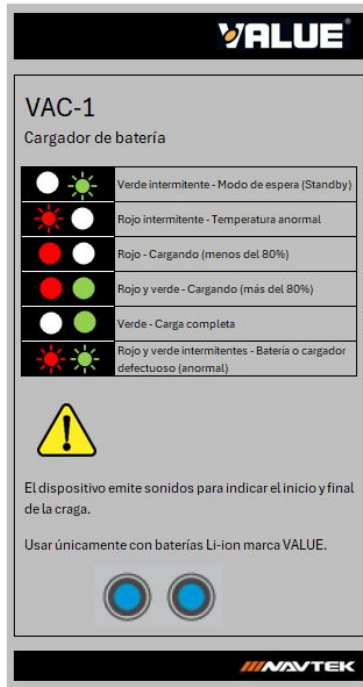 VALUE®
VAC-1
Cargador de batería
Verde intermitente - Modo de espera (Standby)
Rojo intermitente - Temperatura anormal
Rojo - Cargando (menos del 80%)
Rojo y verde - Cargando (más del 80%)
Verde - Carga completa
Rojo y verde intermitentes - Batería o cargador
defectuoso (anormal)
El dispositivo emite sonidos para indicar el inicio y final
de la craga.
Usar únicamente con baterías Li-ion marca VALUE.
NAVTEK